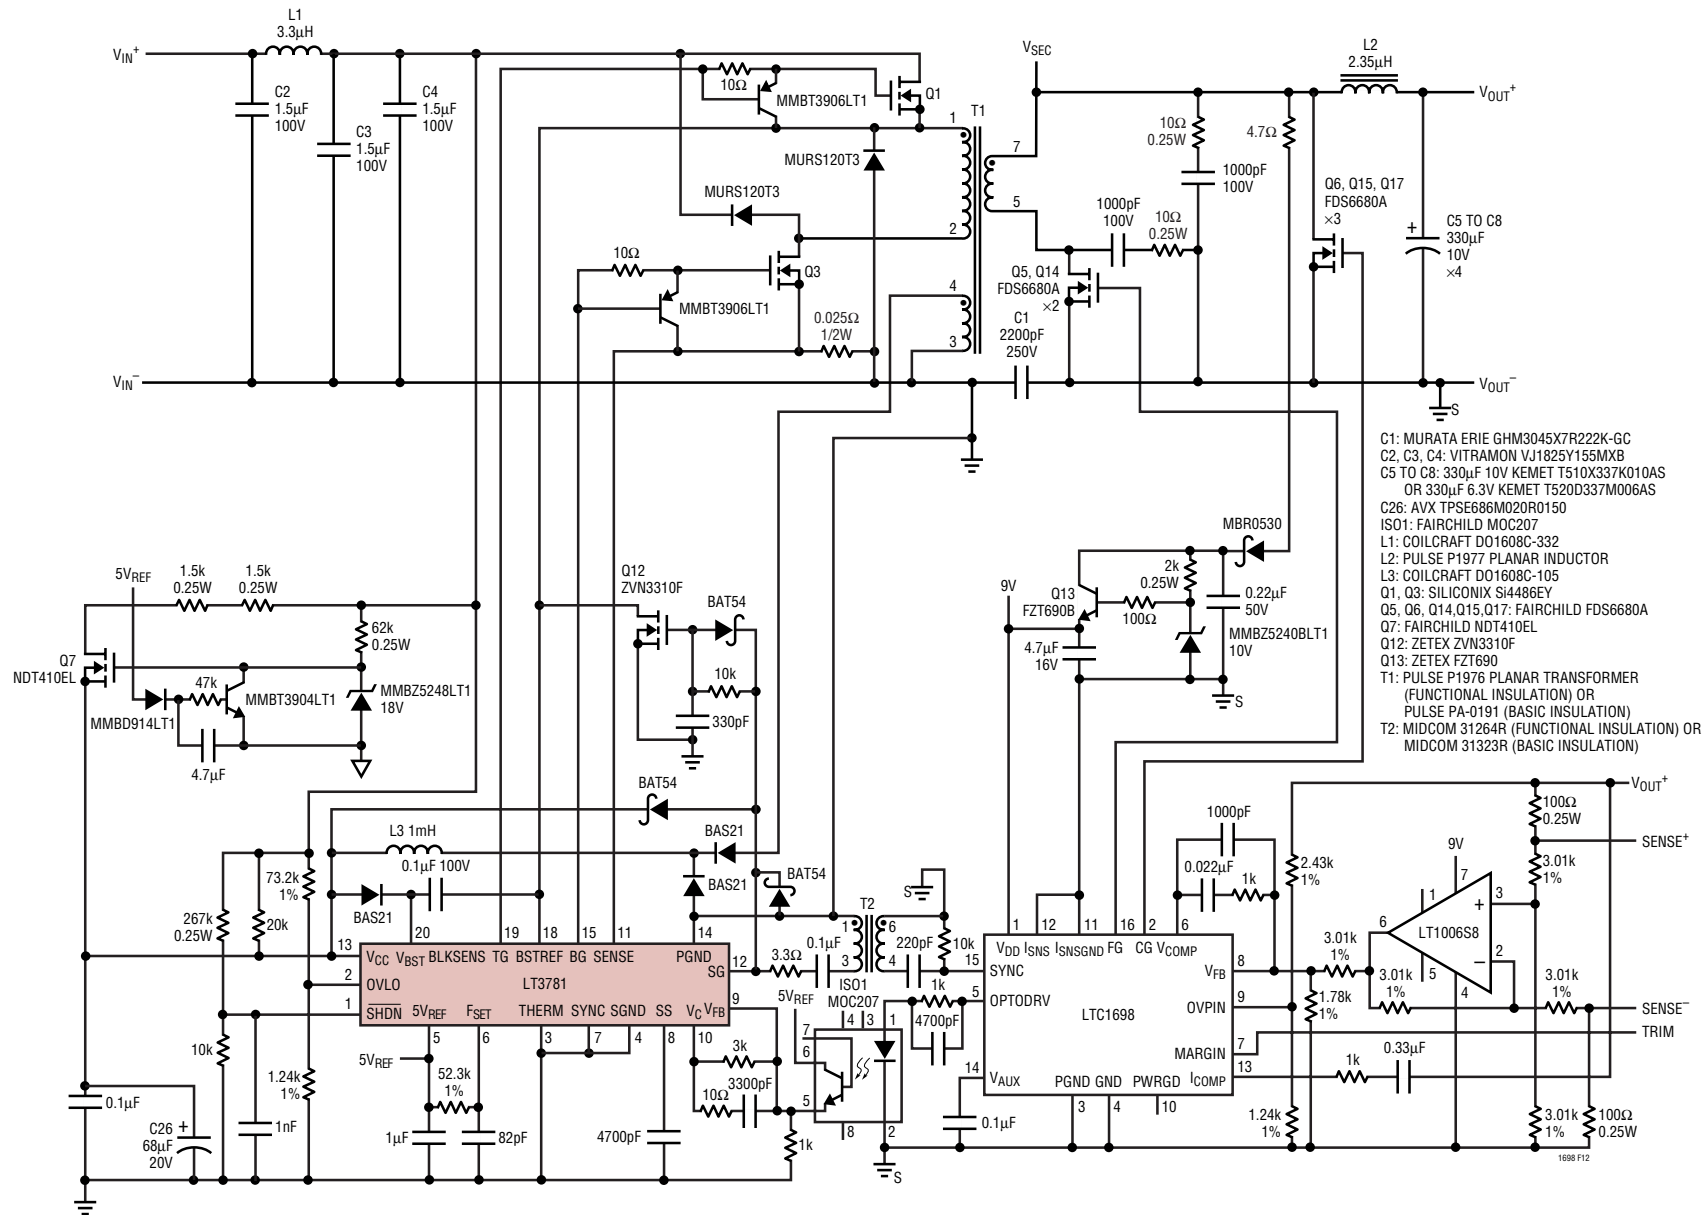 L1
3.3µH
VIN+
C2
1.5µF
100V
C3
1.5µF
100V
C4
1.5µF
100V
VIN–
10Ω
MMBT3906LT1
Q1
MURS120T3
MURS120T3
10Ω
Q3
MMBT3906LT1
0.025Ω
1/2W
T1
1
2
4
3
7
5
VSEC
L2
2.35µH
VOUT+
10Ω
0.25W
4.7Ω
1000pF
100V
1000pF
100V
10Ω
0.25W
Q6, Q15, Q17
FDS6680A
×3
Q5, Q14
FDS6680A
×2
+
C5 TO C8
330µF
10V
×4
C1
2200pF
250V
VOUT–
S
C1: MURATA ERIE GHM3045X7R222K-GC
C2, C3, C4: VITRAMON VJ1825Y155MXB
C5 TO C8: 330µF 10V KEMET T510X337K010AS
OR 330µF 6.3V KEMET T520D337M006AS
C26: AVX TPSE686M020R0150
ISO1: FAIRCHILD MOC207
L1: COILCRAFT DO1608C-332
L2: PULSE P1977 PLANAR INDUCTOR
L3: COILCRAFT DO1608C-105
Q1, Q3: SILICONIX Si4486EY
Q5, Q6, Q14,Q15,Q17: FAIRCHILD FDS6680A
Q7: FAIRCHILD NDT410EL
Q12: ZETEX ZVN3310F
Q13: ZETEX FZT690
T1: PULSE P1976 PLANAR TRANSFORMER
(FUNCTIONAL INSULATION) OR
PULSE PA-0191 (BASIC INSULATION)
T2: MIDCOM 31264R (FUNCTIONAL INSULATION) OR
MIDCOM 31323R (BASIC INSULATION)
5VREF
1.5k
0.25W
1.5k
0.25W
62k
0.25W
Q7
NDT410EL
47k
MMBT3904LT1
MMBD914LT1
4.7µF
MMBZ5248LT1
18V
Q12
ZVN3310F
BAT54
10k
330pF
BAT54
9V
Q13
FZT690B
2k
0.25W
MBR0530
100Ω
0.22µF
50V
4.7µF
16V
MMBZ5240BLT1
10V
S
L3 1mH
0.1µF 100V
BAS21
BAS21
BAS21
BAT54
73.2k
1%
267k
0.25W
20k
10k
1.24k
1%
0.1µF
C26
68µF
20V
+
1nF
13
2
1
20
19
18
15
11
14
12
9
VCC VBST BLKSENS TG BSTREF BG SENSE PGND
SG
OVLO
LT3781
SHDN
5VREF FSET THERM SYNC SGND SS VC VFB
5
6
3
7
4
8
10
5VREF
52.3k
1%
1µF
82pF
4700pF
3k
10Ω
3300pF
1k
3.3Ω
0.1µF
T2
1
3
6
4
220pF
10k
S
ISO1
MOC207
5VREF
7
6
5
4
3
1
8
2
1k
4700pF
S
0.1µF
1
12
11
16
2
6
VDD ISNS ISNSGND FG CG VCOMP
15
SYNC
5
OPTODRV
LTC1698
14
VAUX
PGND GND PWRGD
3
4
10
VFB
8
OVPIN
9
MARGIN
7
ICOMP
13
1000pF
0.022µF
1k
2.43k
1%
3.01k
1%
1.78k
1%
1.24k
1%
1k
0.33µF
9V
7
1
6
5
4
3
2
+
–
LT1006S8
3.01k
1%
3.01k
1%
VOUT+
100Ω
0.25W
SENSE+
3.01k
1%
SENSE–
TRIM
3.01k
1%
100Ω
0.25W
1698 F12